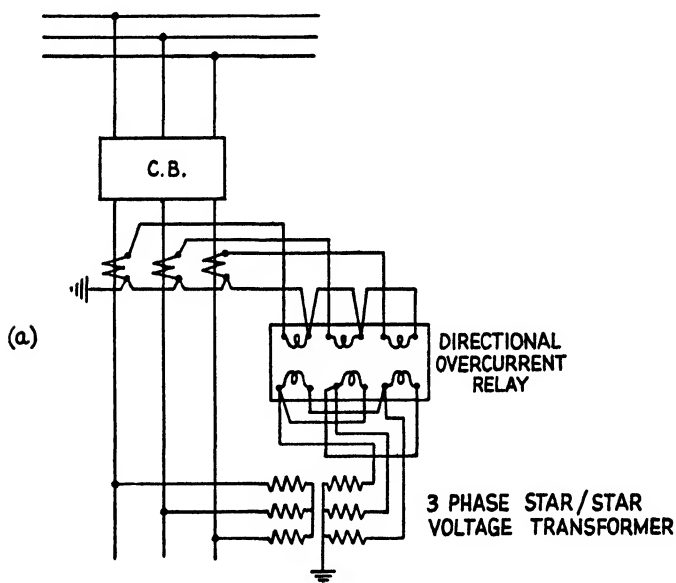 C.B.
(a)
DIRECTIONAL
OVERCURRENT
RELAY
3 PHASE STAR/STAR
VOLTAGE TRANSFORMER